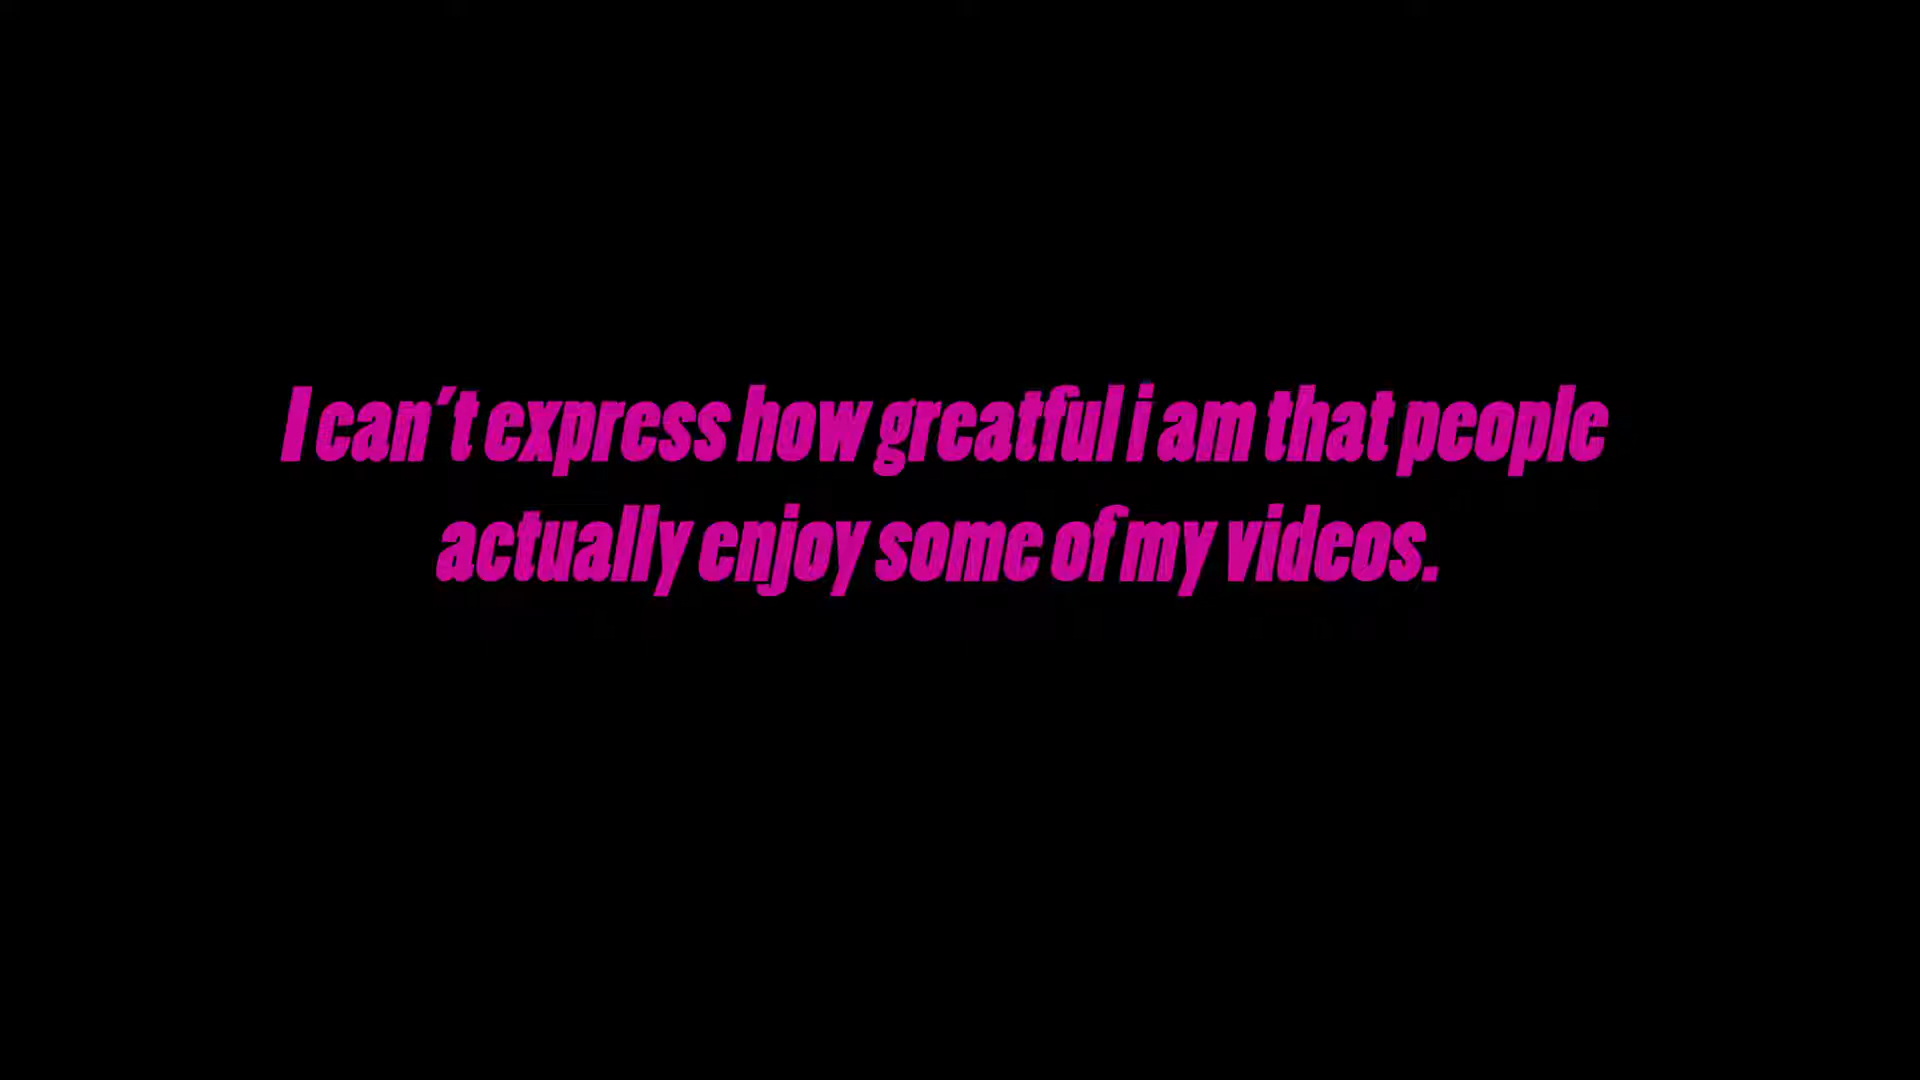 I can't express how greatful i am that people
actually enjoy some of my videos.